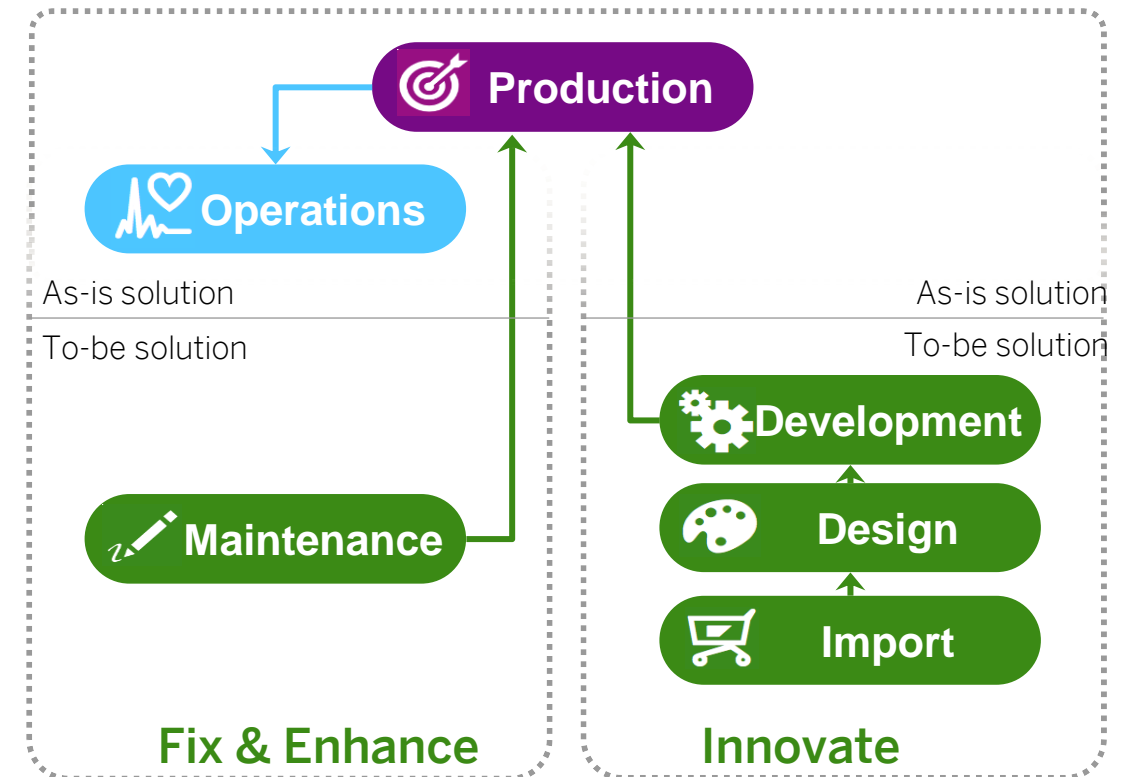 Production
Operations
As-is solution
As-is solution
To-be solution
To-be solution
Development
Maintenance
Design
Import
Fix & Enhance
Innovate